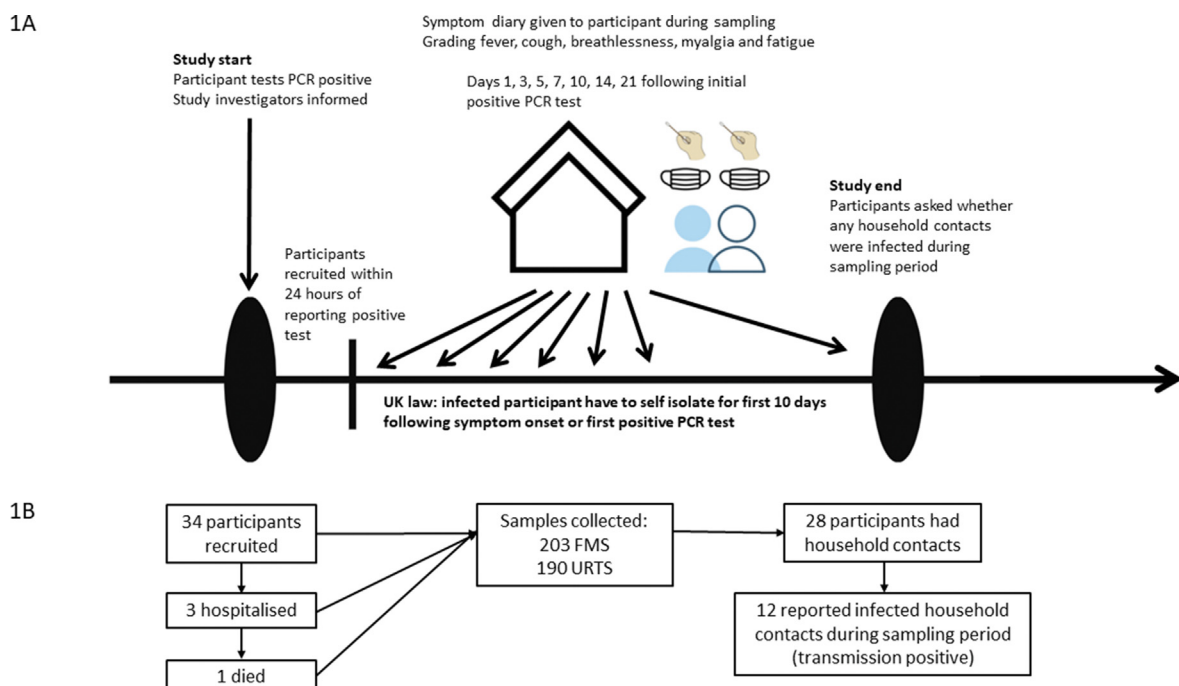 1A
Symptom diary given to participant during sampling
Grading fever, cough, breathlessness, myalgia and fatigue
Study start
Participant tests PCR positive
Study investigators informed
Days 1, 3, 5, 7, 10, 14, 21 following initial
positive PCR test
Study end
Participants asked whether
any household contacts
were infected during
sampling period
Participants
recruited within
24 hours of
reporting positive
test
UK law: infected participant have to self isolate for first 10 days
following symptom onset or first positive PCR test
1B
34 participants
recruited
3 hospitalised
1 died
Samples collected:
203 FMS
190 URTS
28 participants had
household contacts
12 reported infected household
contacts during sampling period
(transmission positive)